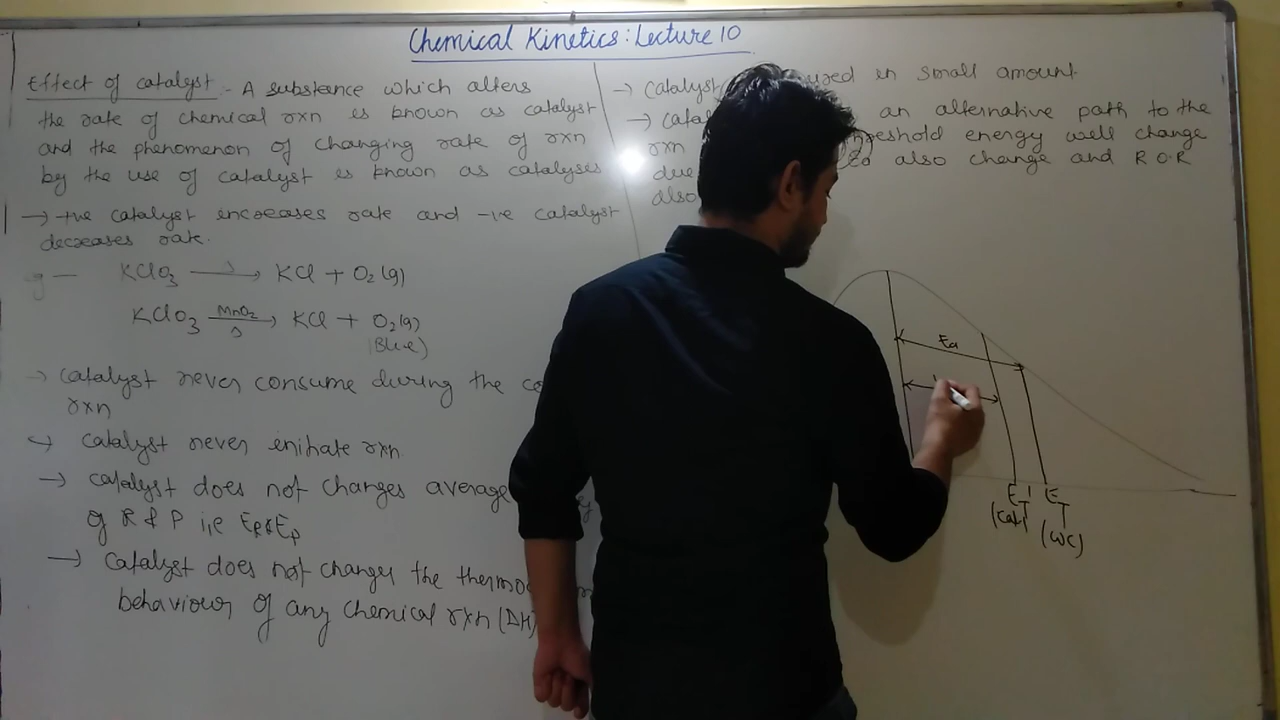 Chemical Kinetics: Lecture 10
Effect of catalyst - A substance which alters
the rate of chemical rxn is known as catalyst
and the phenomenon of changing rate of rxn
by the use of catalyst is known as catalyses
→ +ve catalyst increases rate and -ve catalyst
decreases rate.
g — KClO3 —Δ→ KCl + O2(g)
KClO3 —MnO2/Δ→ KCl + O2(g)
(Blue)
→ catalyst never consume during the
rxn
→ catalyst never initiate rxn
→ catalyst does not changes average
of R & P i,e ER & EP
→ catalyst does not changes the thermo
behaviour of any chemical rxn (ΔH)
→ catalyst used in small amount
→ an alternative path to the
rxn threshold energy will change
due Ea also change and R.O.R
also
Ea
ET' ET
(cat) (WC)